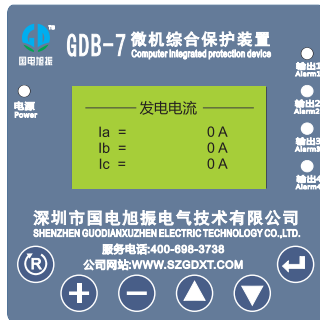 TM
国电旭振
GDB-7 微机综合保护装置
Computer integrated protection device
电源
Power
输出1
Alarm1
输出2
Alarm2
输出3
Alarm3
输出4
Alarm4
发电电流
Ia = 0 A
Ib = 0 A
Ic = 0 A
深圳市国电旭振电气技术有限公司
SHENZHEN GUODIANXUZHEN ELECTRIC TECHNOLOGY CO.,LTD.
服务电话:400-698-3738
公司网站:WWW.SZGDXT.COM
R